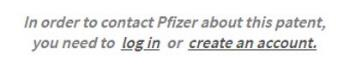 In order to contact Pfizer about this patent,
you need to log in or create an account.